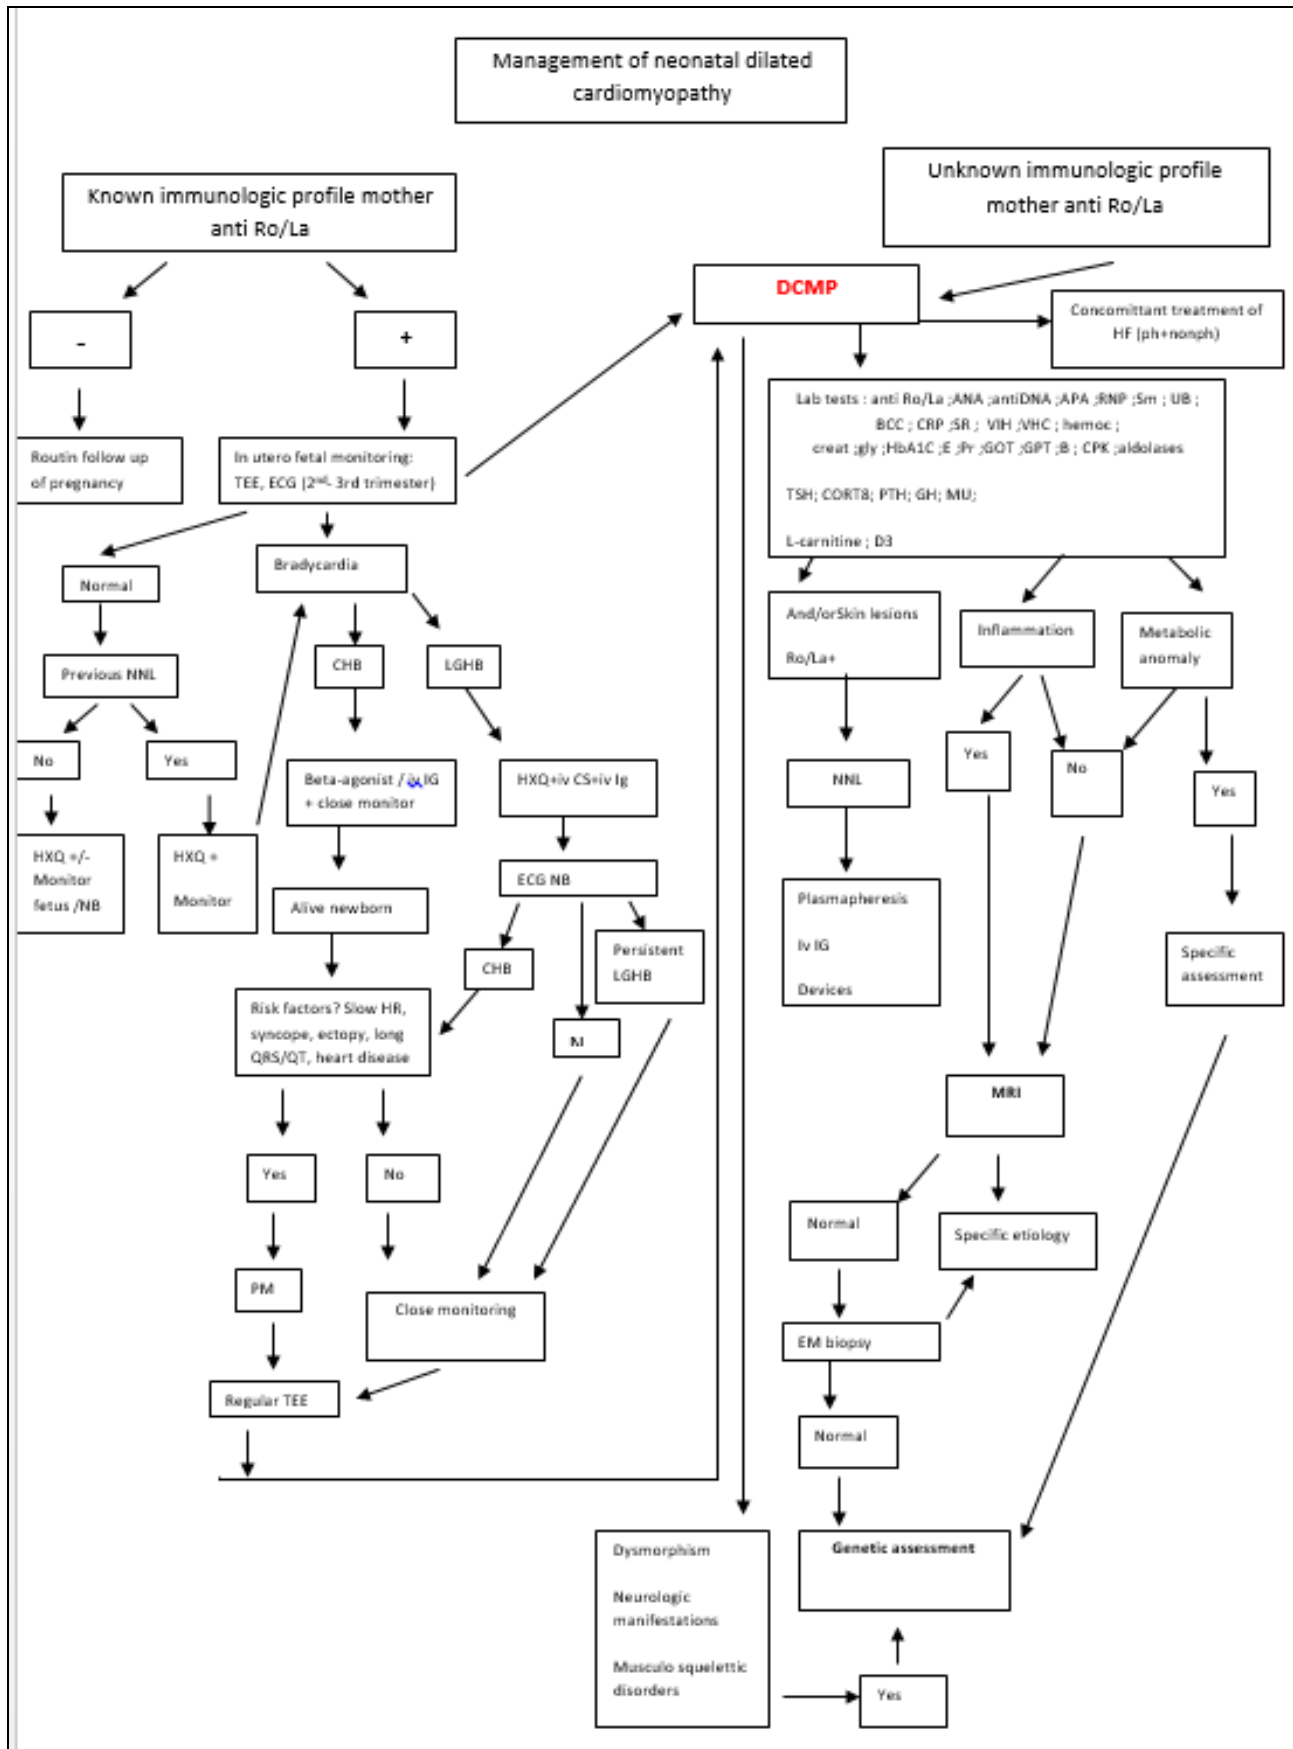 Management of neonatal dilated
cardiomyopathy
Known immunologic profile mother
anti Ro/La
Unknown immunologic profile
mother anti Ro/La
DCMP
Concomittant treatment of
HF (ph+nonph)
-
+
Routin follow up
of pregnancy
In utero fetal monitoring:
TEE, ECG (2nd- 3rd trimester)
Lab tests : anti Ro/La ;ANA ;antiDNA ;APA ;RNP ;Sm ; UB ;
BCC ; CRP ;SR ; VIH ;VHC ; hemoc ;
creat ;gly ;HbA1C ;E ;Pr ;GOT ;GPT ;B ; CPK ;aldolases
TSH; CORT8; PTH; GH; MU;
L-carnitine ; D3
Normal
Bradycardia
Previous NNL
CHB
LGHB
And/orSkin lesions
Ro/La+
Inflammation
Metabolic
anomaly
No
Yes
Beta-agonist / iv IG
+ close monitor
HXQ+iv CS+iv Ig
NNL
Yes
No
Yes
HXQ +/-
Monitor
fetus /NB
HXQ +
Monitor
Alive newborn
ECG NB
Plasmapheresis
Iv IG
Devices
CHB
Persistent
LGHB
Specific
assessment
Risk factors? Slow HR,
syncope, ectopy, long
QRS/QT, heart disease
MRI
Yes
No
Normal
Specific etiology
PM
Close monitoring
EM biopsy
Regular TEE
Normal
Dysmorphism
Neurologic
manifestations
Musculo squelettic
disorders
Genetic assessment
Yes